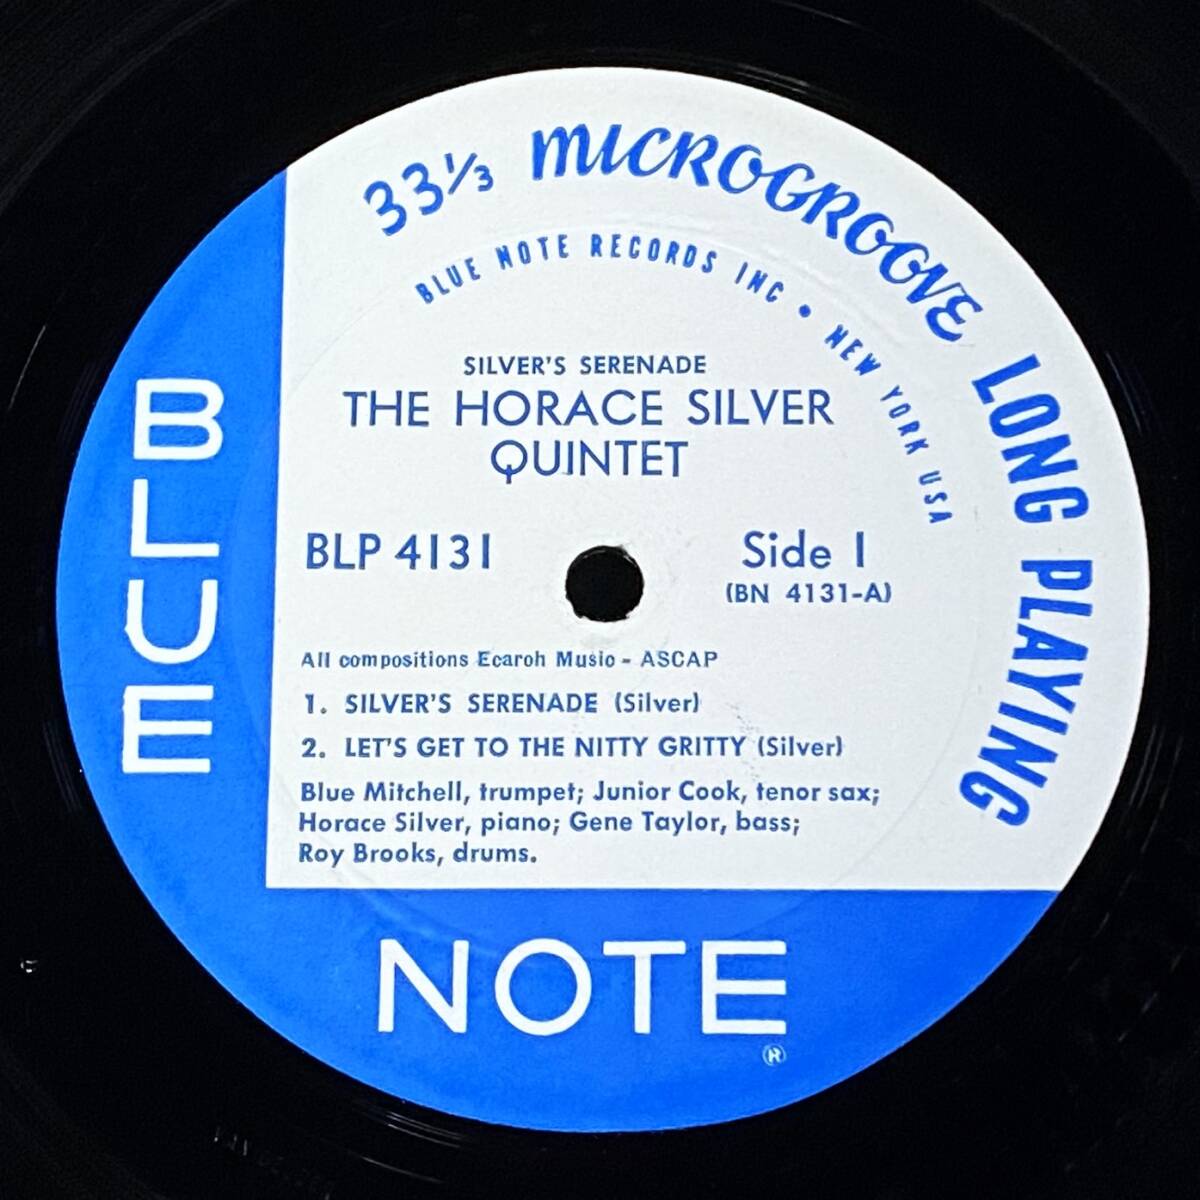 33⅓ MICROGROOVE LONG PLAYING
BLUE NOTE RECORDS INC • NEW YORK USA
SILVER'S SERENADE
THE HORACE SILVER
QUINTET
BLP 4131
Side 1
(BN 4131-A)
All compositions Ecaroh Music - ASCAP
1. SILVER'S SERENADE (Silver)
2. LET'S GET TO THE NITTY GRITTY (Silver)
Blue Mitchell, trumpet; Junior Cook, tenor sax;
Horace Silver, piano; Gene Taylor, bass;
Roy Brooks, drums.
BLUE
NOTE
®